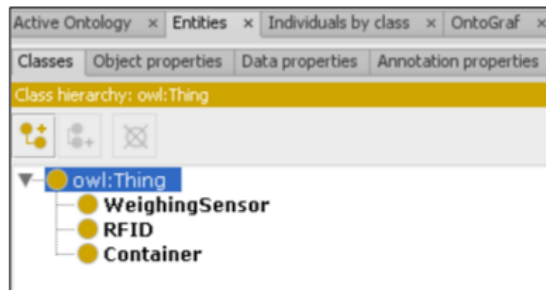 Active Ontology × Entities × Individuals by class × OntoGraf ×
Classes Object properties Data properties Annotation properties
Class hierarchy: owl:Thing
owl:Thing
WeighingSensor
RFID
Container